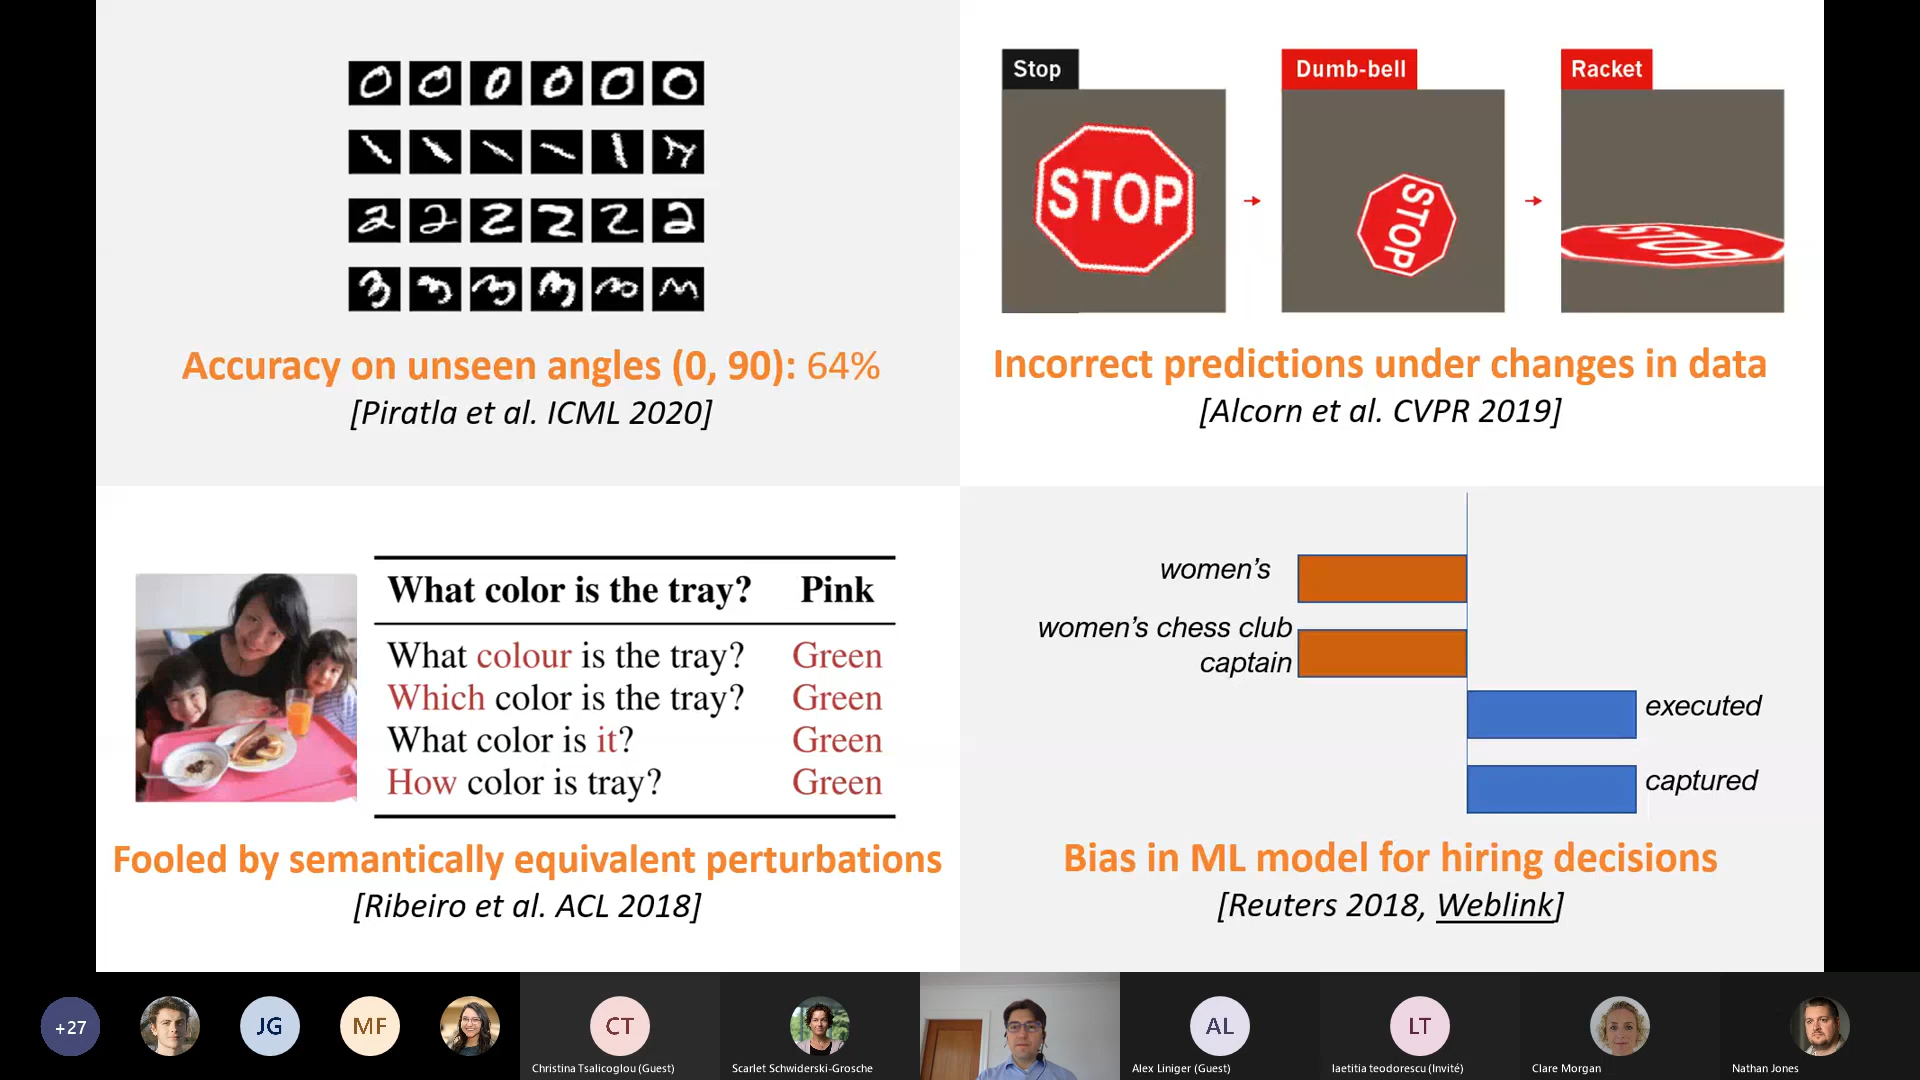 Accuracy on unseen angles (0, 90): 64%
[Piratla et al. ICML 2020]
Stop
Dumb-bell
Racket
STOP
STOP
STOP
Incorrect predictions under changes in data
[Alcorn et al. CVPR 2019]
What color is the tray? Pink
What colour is the tray? Green
Which color is the tray? Green
What color is it? Green
How color is tray? Green
Fooled by semantically equivalent perturbations
[Ribeiro et al. ACL 2018]
women's
women's chess club
captain
executed
captured
Bias in ML model for hiring decisions
[Reuters 2018, Weblink]
+27
JG
MF
CT
AL
LT
Christina Tsalicoglou (Guest)
Scarlet Schwiderski-Grosche
Alex Liniger (Guest)
laetitia teodorescu (Invité)
Clare Morgan
Nathan Jones